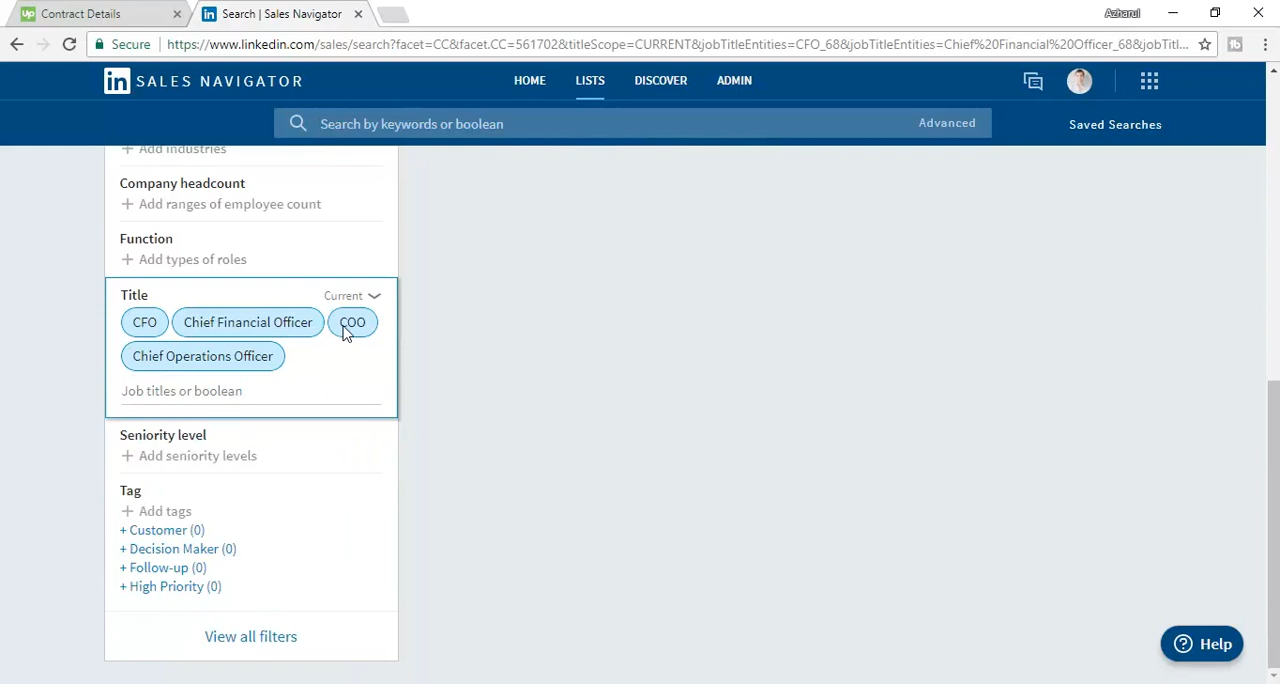 Up Contract Details
in Search | Sales Navigator
Azharul
Secure https://www.linkedin.com/sales/search?facet=CC&facet.CC=561702&titleScope=CURRENT&jobTitleEntities=CFO_68&jobTitleEntities=Chief%20Financial%20Officer_68&jobTitl...
in SALES NAVIGATOR HOME LISTS DISCOVER ADMIN
Search by keywords or boolean Advanced Saved Searches
+ Add industries
Company headcount
+ Add ranges of employee count
Function
+ Add types of roles
Title Current
CFO Chief Financial Officer COO
Chief Operations Officer
Job titles or boolean
Seniority level
+ Add seniority levels
Tag
+ Add tags
+ Customer (0)
+ Decision Maker (0)
+ Follow-up (0)
+ High Priority (0)
View all filters
? Help